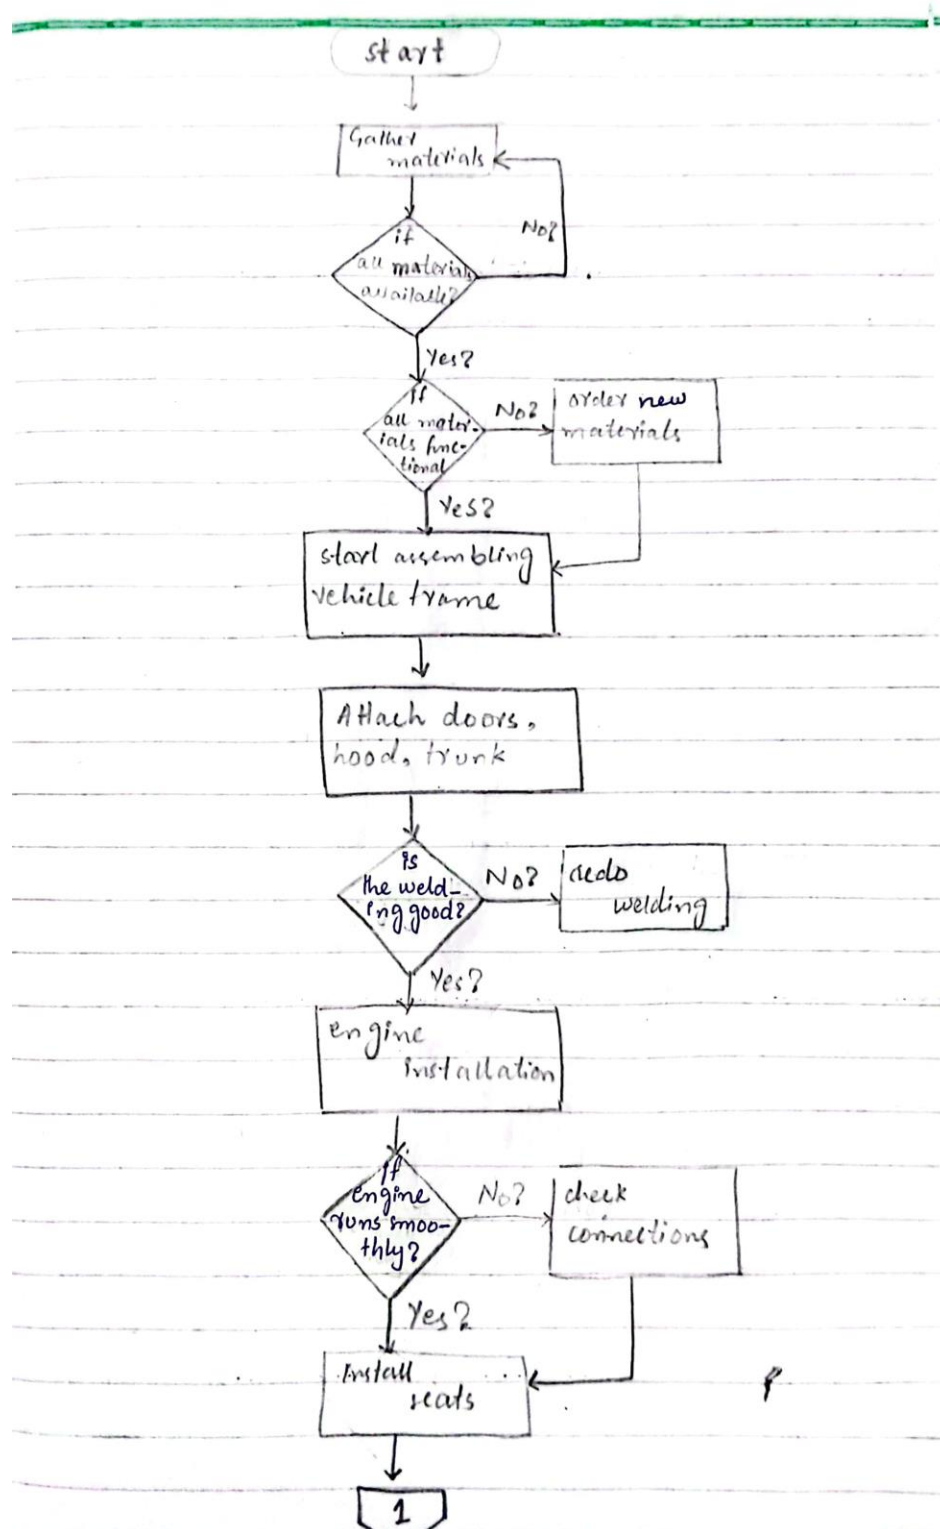 start
Gather
materials
No?
if
all materials
available?
Yes?
If
all mater-
ials func-
tional
No?
order new
materials
Yes?
start assembling
vehicle frame
Attach doors,
hood, trunk
is
the weld-
ing good?
No?
redo
welding
Yes?
engine
installation
If
engine
runs smoo-
thly?
No?
check
connections
Yes?
Install
seats
1